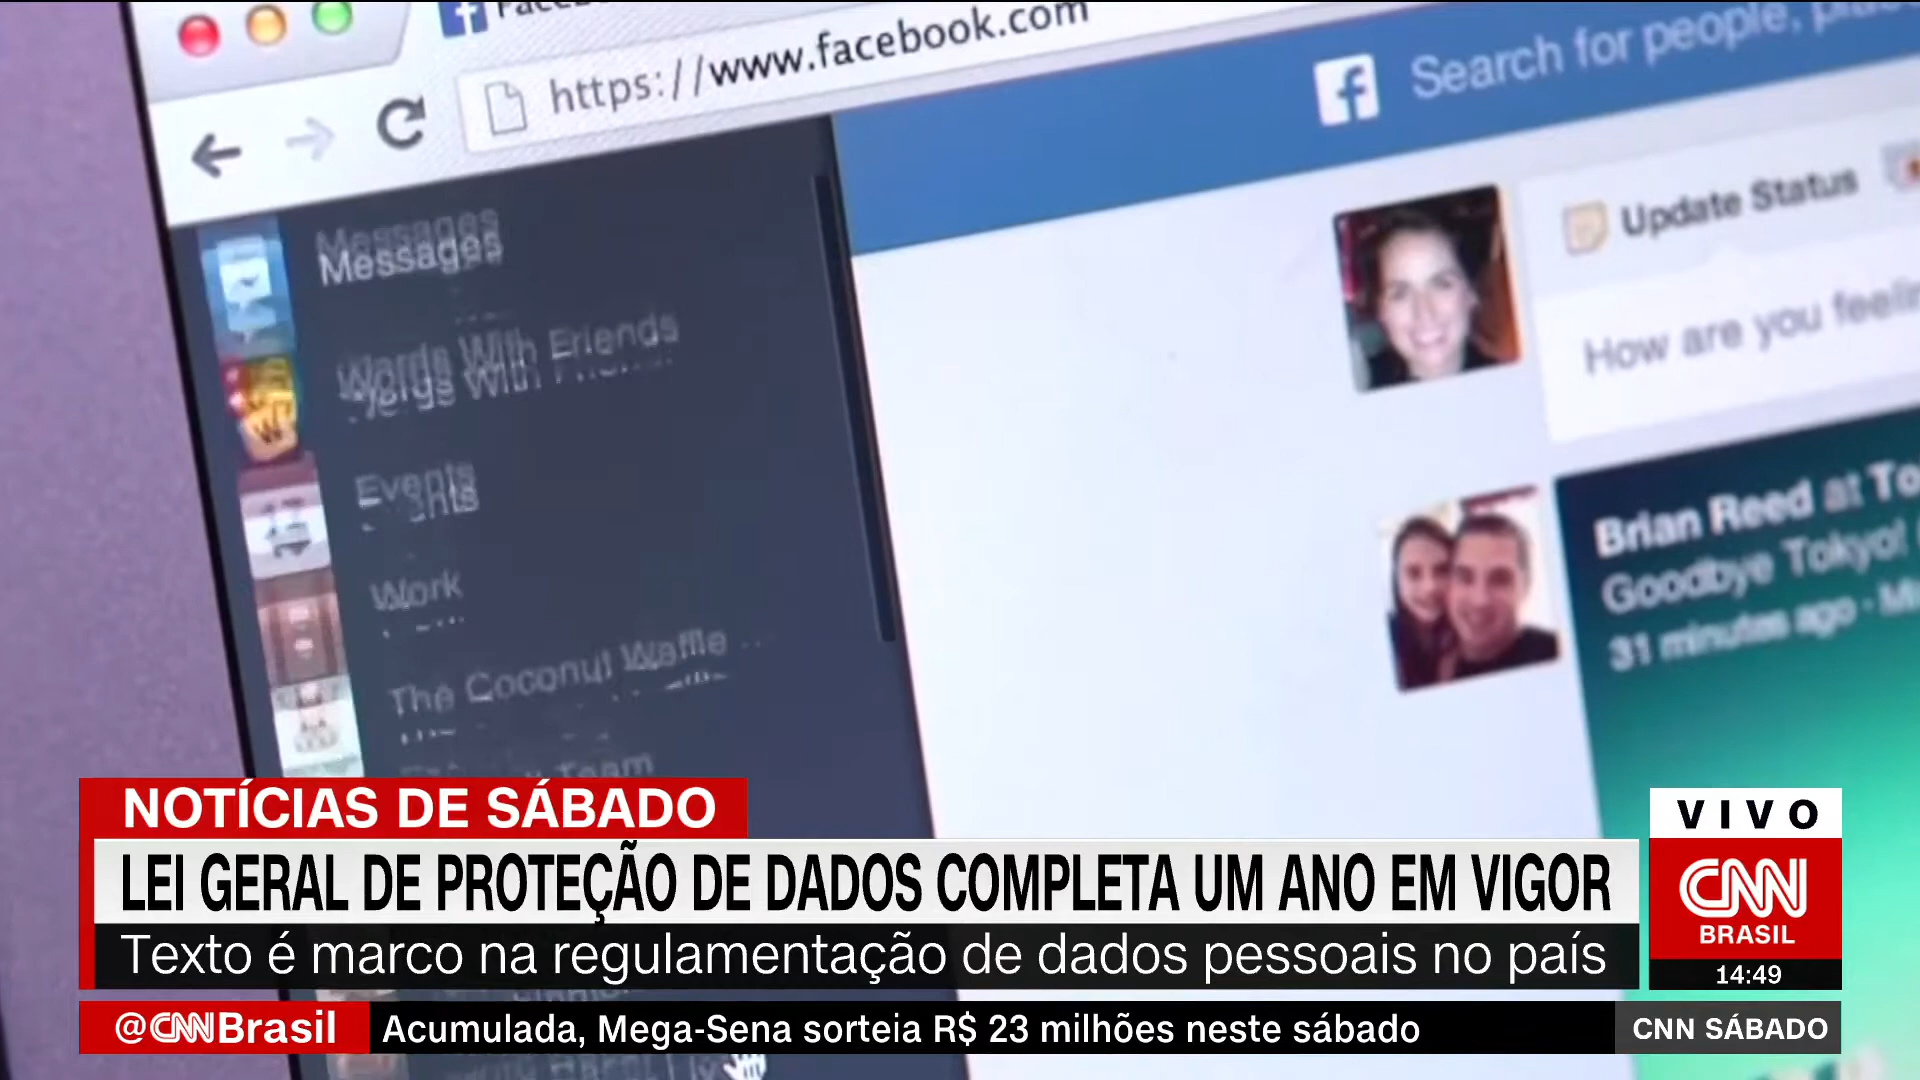 https://www.facebook.com
Search for people,
Messages
Update Status
Words With Friends
How are you
Events
Brian Reed at
Goodbye Tokyo!
31 minutes ago ·
Work
The Coconut Waffle ...
Team
NOTÍCIAS DE SÁBADO
VIVO
LEI GERAL DE PROTEÇÃO DE DADOS COMPLETA UM ANO EM VIGOR
CNN
BRASIL
Texto é marco na regulamentação de dados pessoais no país
14:49
@CNNBrasil
Acumulada, Mega-Sena sorteia R$ 23 milhões neste sábado
CNN SÁBADO